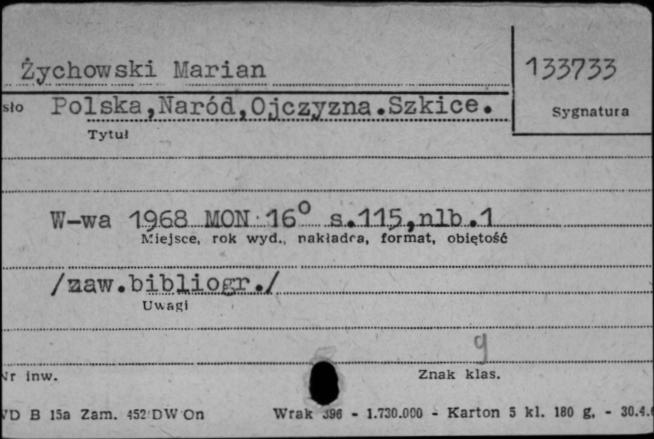 Żychowski Marian 133733
sło Polska,Naród,Ojczyzna.Szkice. Sygnatura
Tytuł
W-wa 1968 MON 16° s.115,nlb.1
Miejsce, rok wyd., nakładca, format, objętość
/zaw.bibliogr./
Uwagi
g
Nr inw. Znak klas.
D B 15a Zam. 452 DW On Wrak 396 - 1.730.000 - Karton 5 kl. 180 g. - 30.4.